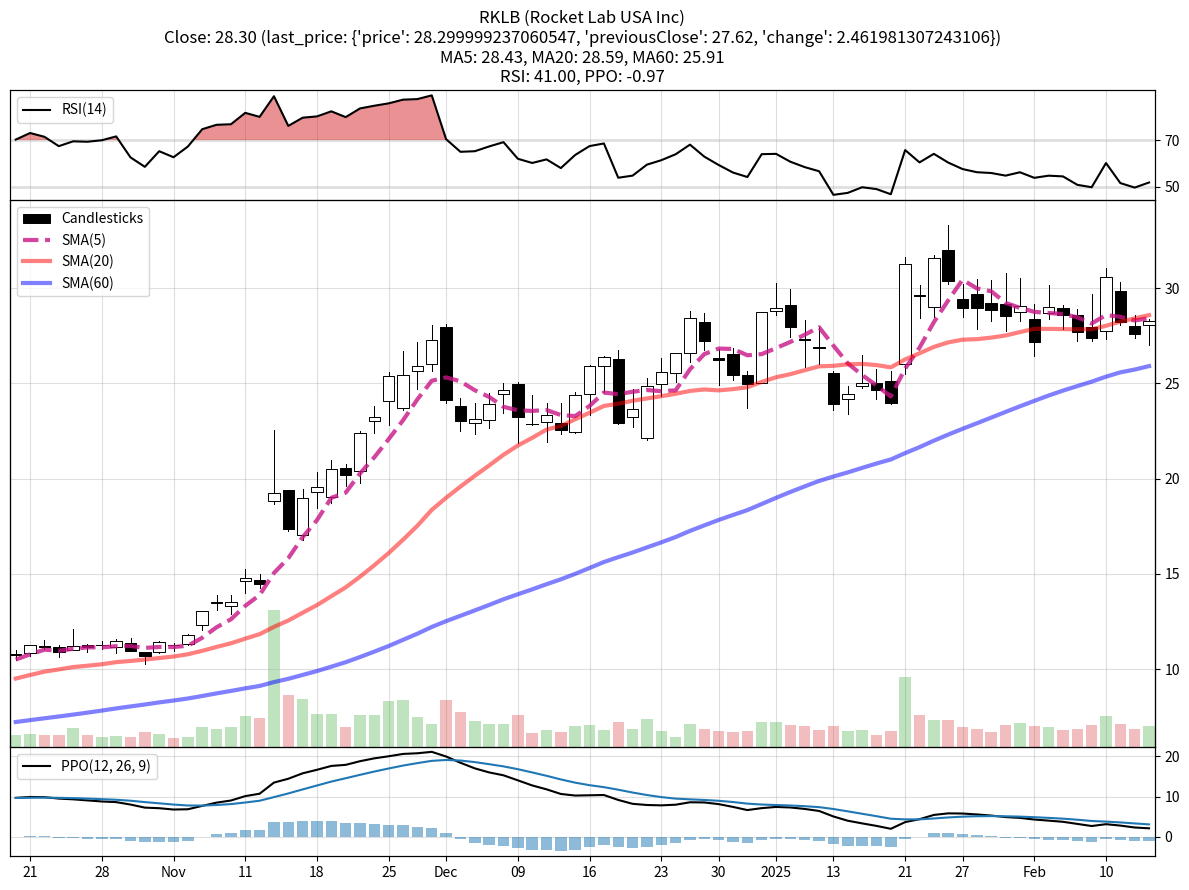 RKLB (Rocket Lab USA Inc)
Close: 28.30 (last_price: {'price': 28.299999237060547, 'previousClose': 27.62, 'change': 2.461981307243106})
MA5: 28.43, MA20: 28.59, MA60: 25.91
RSI: 41.00, PPO: -0.97
RSI(14)
70
50
Candlesticks
SMA(5)
SMA(20)
SMA(60)
30
25
20
15
10
PPO(12, 26, 9)
20
10
0
21 28 Nov 11 18 25 Dec 09 16 23 30 2025 13 21 27 Feb 10